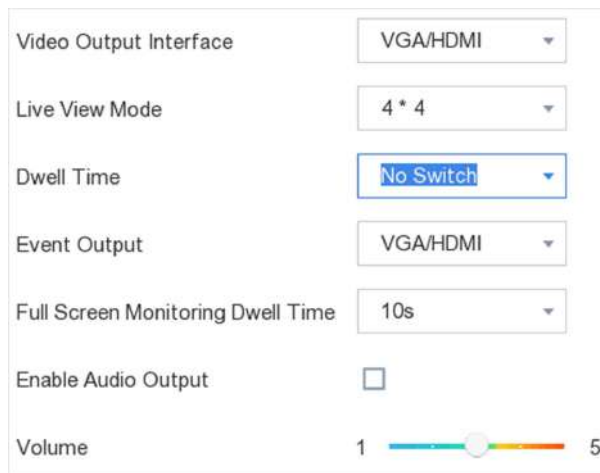 Video Output Interface VGA/HDMI
Live View Mode 4 * 4
Dwell Time No Switch
Event Output VGA/HDMI
Full Screen Monitoring Dwell Time 10s
Enable Audio Output
Volume 1 5